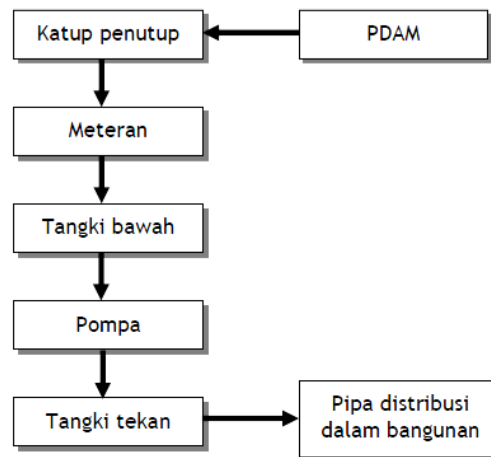 Katup penutup
PDAM
Meteran
Tangki bawah
Pompa
Tangki tekan
Pipa distribusi
dalam bangunan